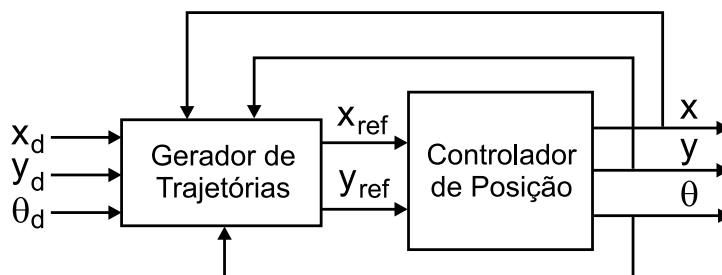 x_d
y_d
θ_d
Gerador de
Trajetórias
x_ref
y_ref
Controlador
de Posição
x
y
θ